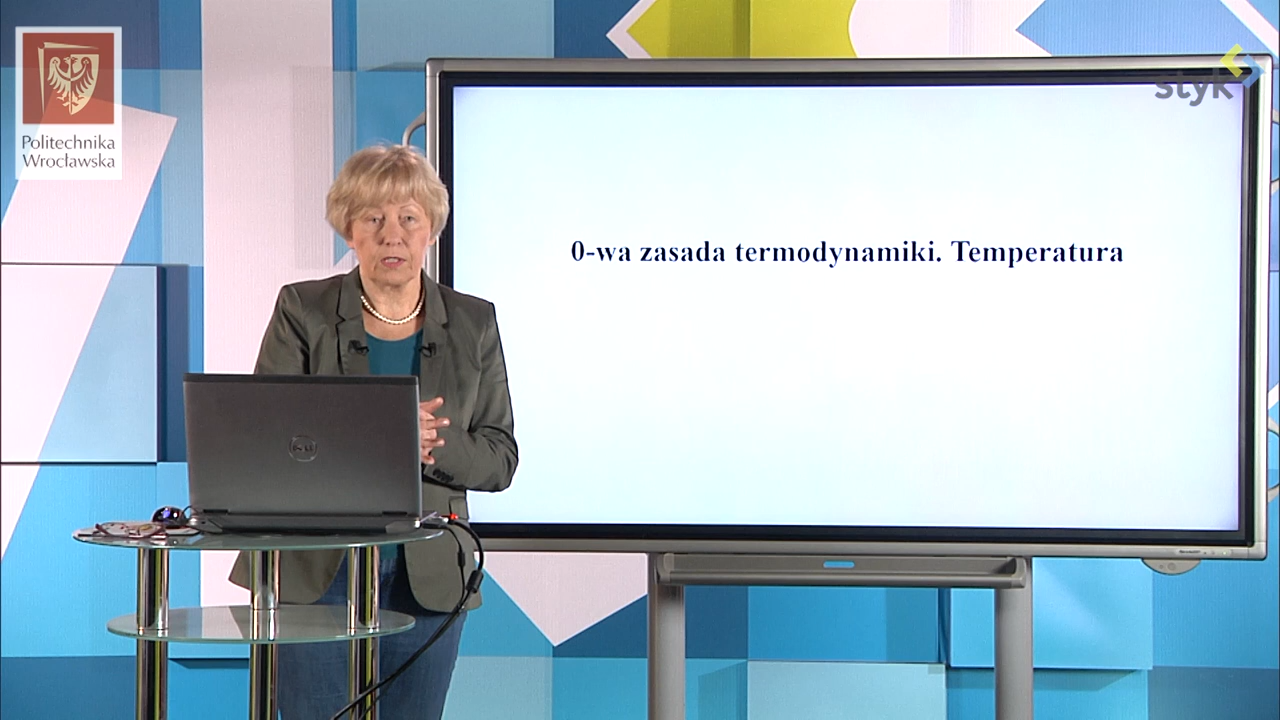 Politechnika
Wrocławska
styk
0-wa zasada termodynamiki. Temperatura